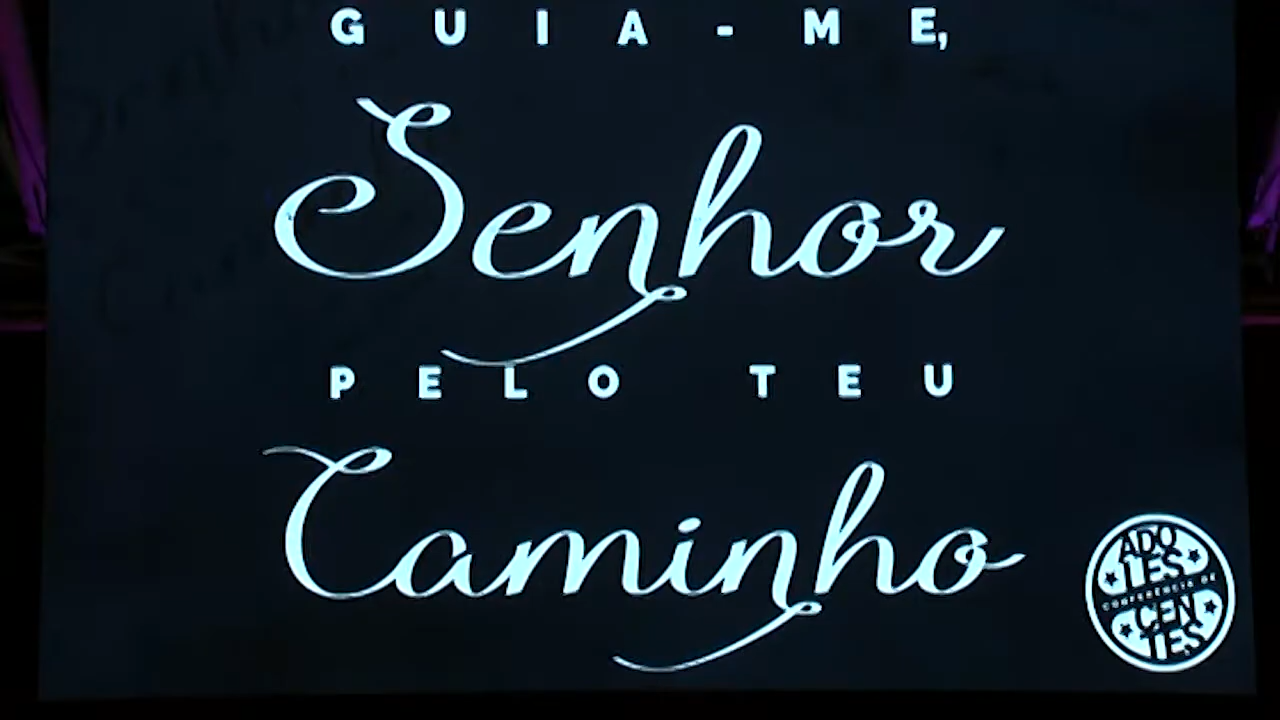 GUIA-ME,
Senhor
PELO TEU
Caminho
ADO
LES
CEN
TES